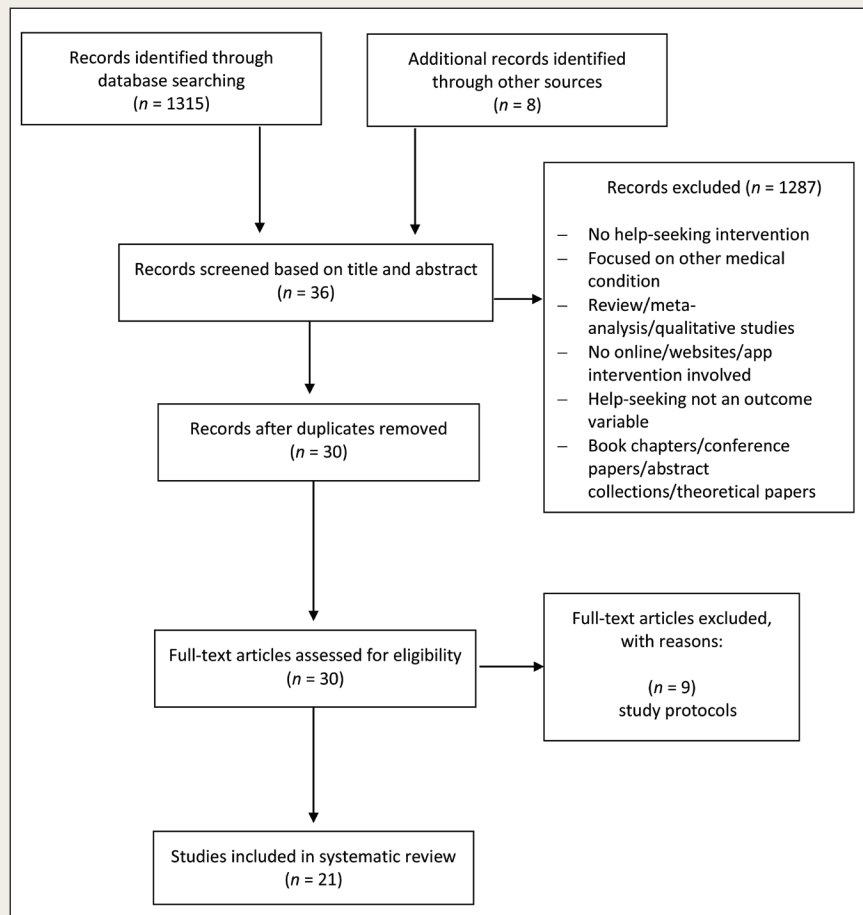 Records identified through
database searching
(n = 1315)
Additional records identified
through other sources
(n = 8)
Records excluded (n = 1287)
– No help-seeking intervention
– Focused on other medical
condition
– Review/meta-
analysis/qualitative studies
– No online/websites/app
intervention involved
– Help-seeking not an outcome
variable
– Book chapters/conference
papers/abstract
collections/theoretical papers
Records screened based on title and abstract
(n = 36)
Records after duplicates removed
(n = 30)
Full-text articles assessed for eligibility
(n = 30)
Full-text articles excluded,
with reasons:
(n = 9)
study protocols
Studies included in systematic review
(n = 21)